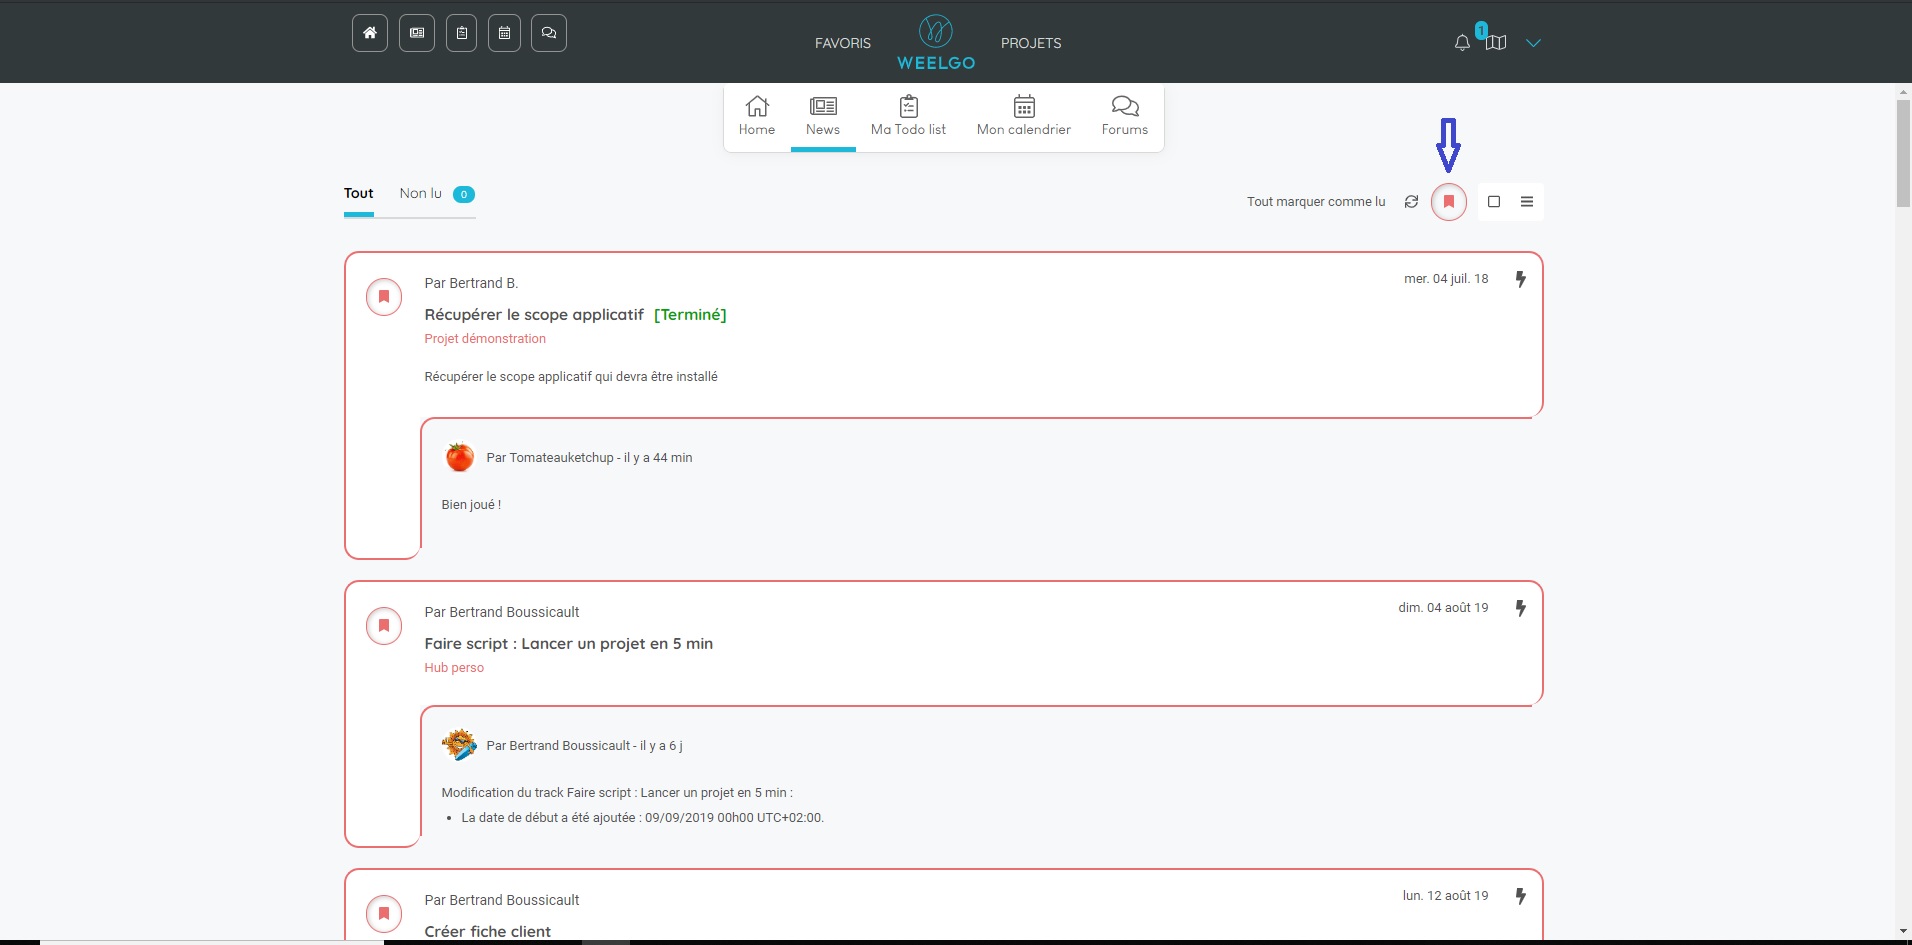 FAVORIS
WEELGO
PROJETS
1
Home
News
Ma Todo list
Mon calendrier
Forums
Tout
Non lu
0
Tout marquer comme lu
Par Bertrand B.
mer. 04 juil. 18
Récupérer le scope applicatif [Terminé]
Projet démonstration
Récupérer le scope applicatif qui devra être installé
Par Tomateauketchup - il y a 44 min
Bien joué !
Par Bertrand Boussicault
dim. 04 août 19
Faire script : Lancer un projet en 5 min
Hub perso
Par Bertrand Boussicault - il y a 6 j
Modification du track Faire script : Lancer un projet en 5 min :
• La date de début a été ajoutée : 09/09/2019 00h00 UTC+02:00.
Par Bertrand Boussicault
lun. 12 août 19
Créer fiche client